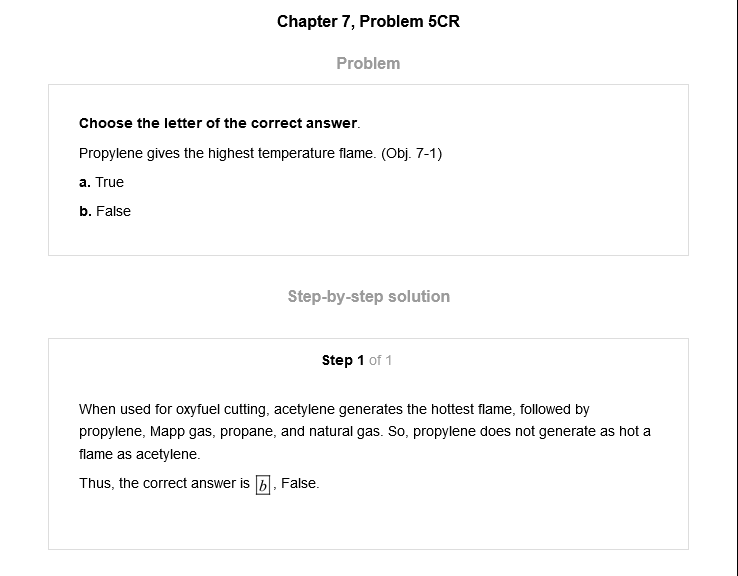 Chapter 7, Problem 5CR
Problem
Choose the letter of the correct answer.
Propylene gives the highest temperature flame. (Obj. 7-1)
a. True
b. False
Step-by-step solution
Step 1 of 1
When used for oxyfuel cutting, acetylene generates the hottest flame, followed by
propylene, Mapp gas, propane, and natural gas. So, propylene does not generate as hot a
flame as acetylene.
Thus, the correct answer is b, False.